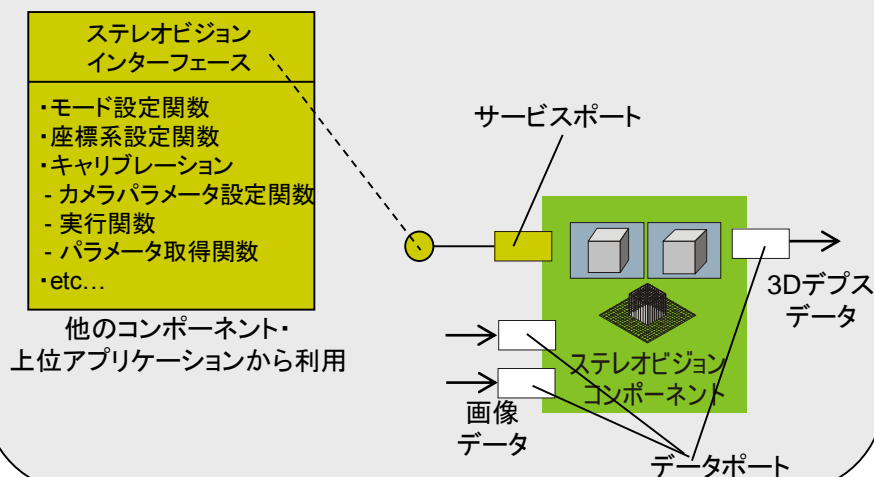 ステレオビジョン
インターフェース
・モード設定関数
・座標系設定関数
・キャリブレーション
- カメラパラメータ設定関数
- 実行関数
- パラメータ取得関数
・etc…
他のコンポーネント・
上位アプリケーションから利用
サービスポート
3Dデプス
データ
ステレオビジョン
コンポーネント
画像
データ
データポート